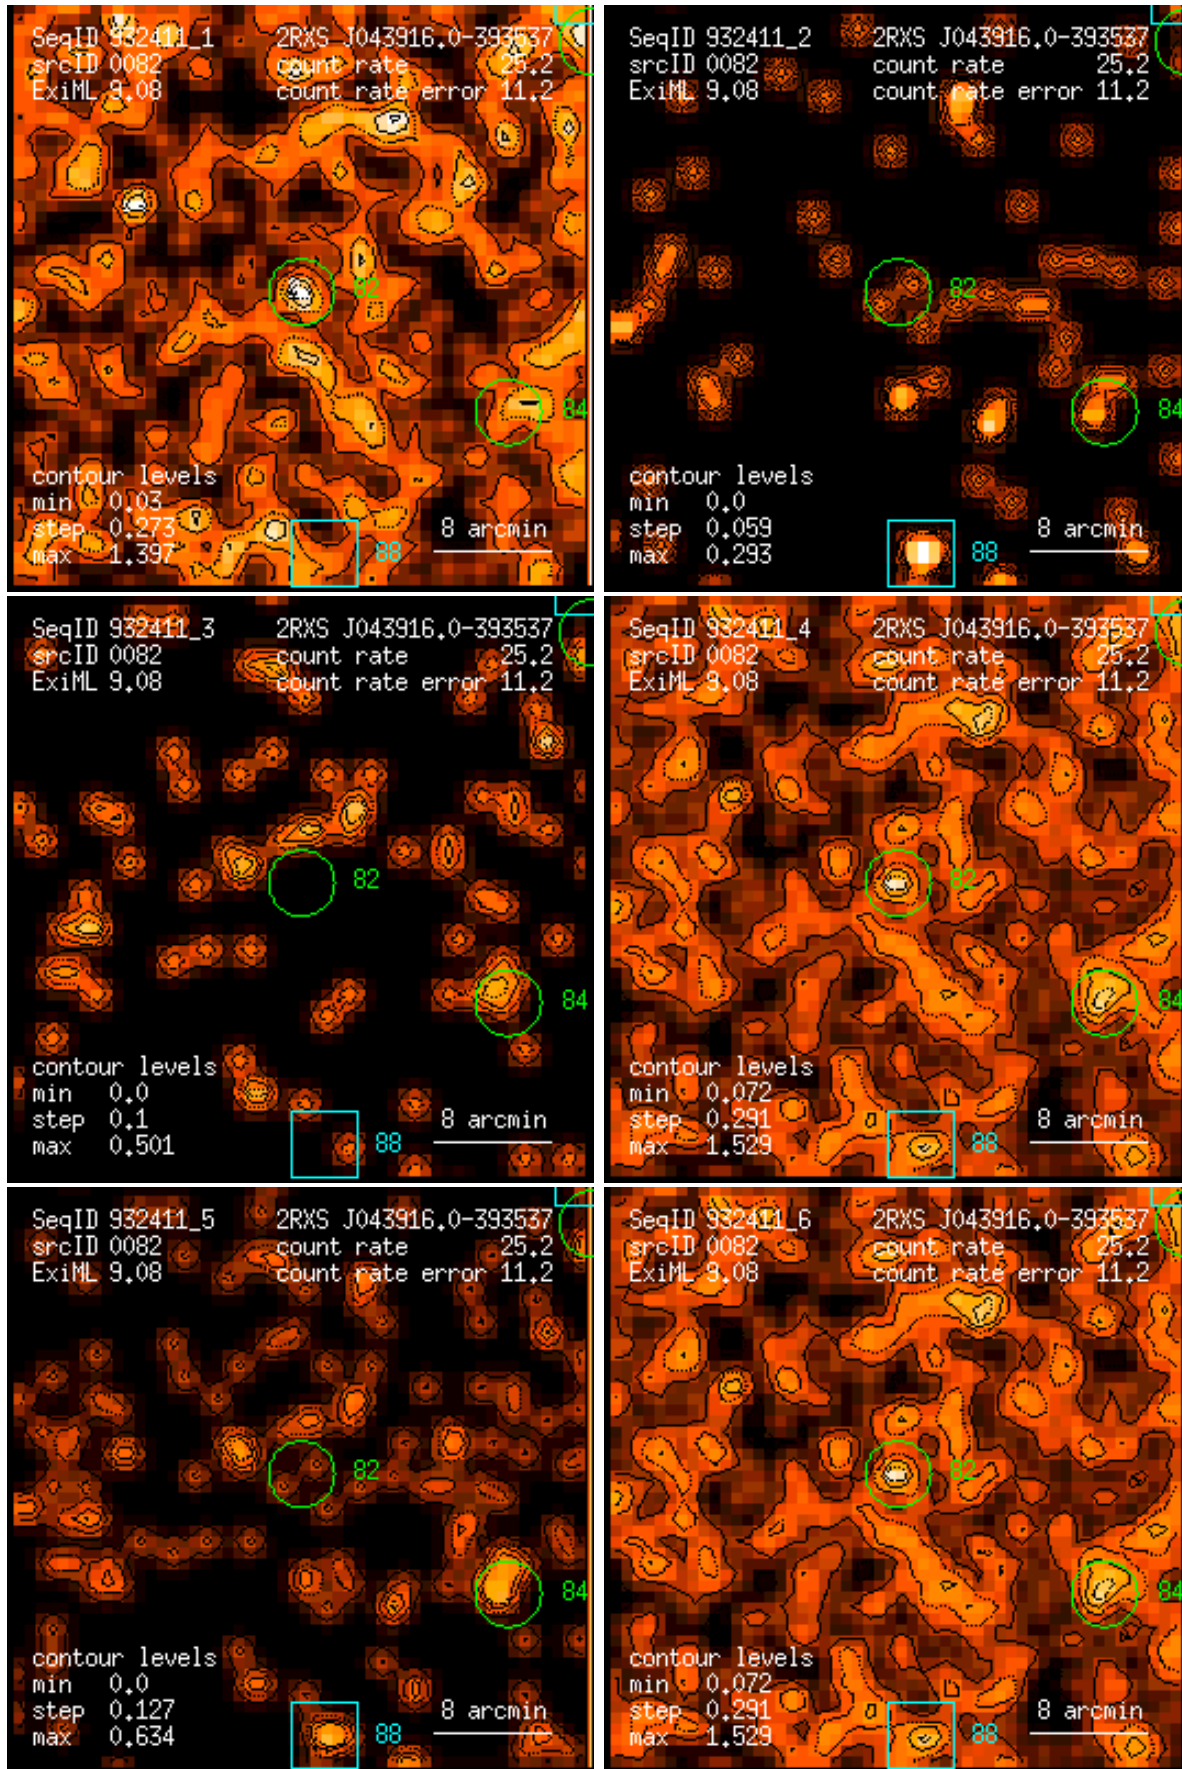 SeqID 932411_1 2RXS J043916.0-393537
srcID 0082 count rate 25.2
ExiML 9.08 count rate error 11.2
82
84
contour levels
min 0.03
step 0.273 8 arcmin
max 1.397 88
SeqID 932411_2 2RXS J043916.0-393537
srcID 0082 count rate 25.2
ExiML 9.08 count rate error 11.2
82
84
contour levels
min 0.0
step 0.059 8 arcmin
max 0.293 88
SeqID 932411_3 2RXS J043916.0-393537
srcID 0082 count rate 25.2
ExiML 9.08 count rate error 11.2
82
84
contour levels
min 0.0
step 0.1 8 arcmin
max 0.501 88
SeqID 932411_4 2RXS J043916.0-393537
srcID 0082 count rate 25.2
ExiML 9.08 count rate error 11.2
82
84
contour levels
min 0.072
step 0.291 8 arcmin
max 1.529 88
SeqID 932411_5 2RXS J043916.0-393537
srcID 0082 count rate 25.2
ExiML 9.08 count rate error 11.2
82
84
contour levels
min 0.0
step 0.127 8 arcmin
max 0.634 88
SeqID 932411_6 2RXS J043916.0-393537
srcID 0082 count rate 25.2
ExiML 9.08 count rate error 11.2
82
84
contour levels
min 0.072
step 0.291 8 arcmin
max 1.529 88